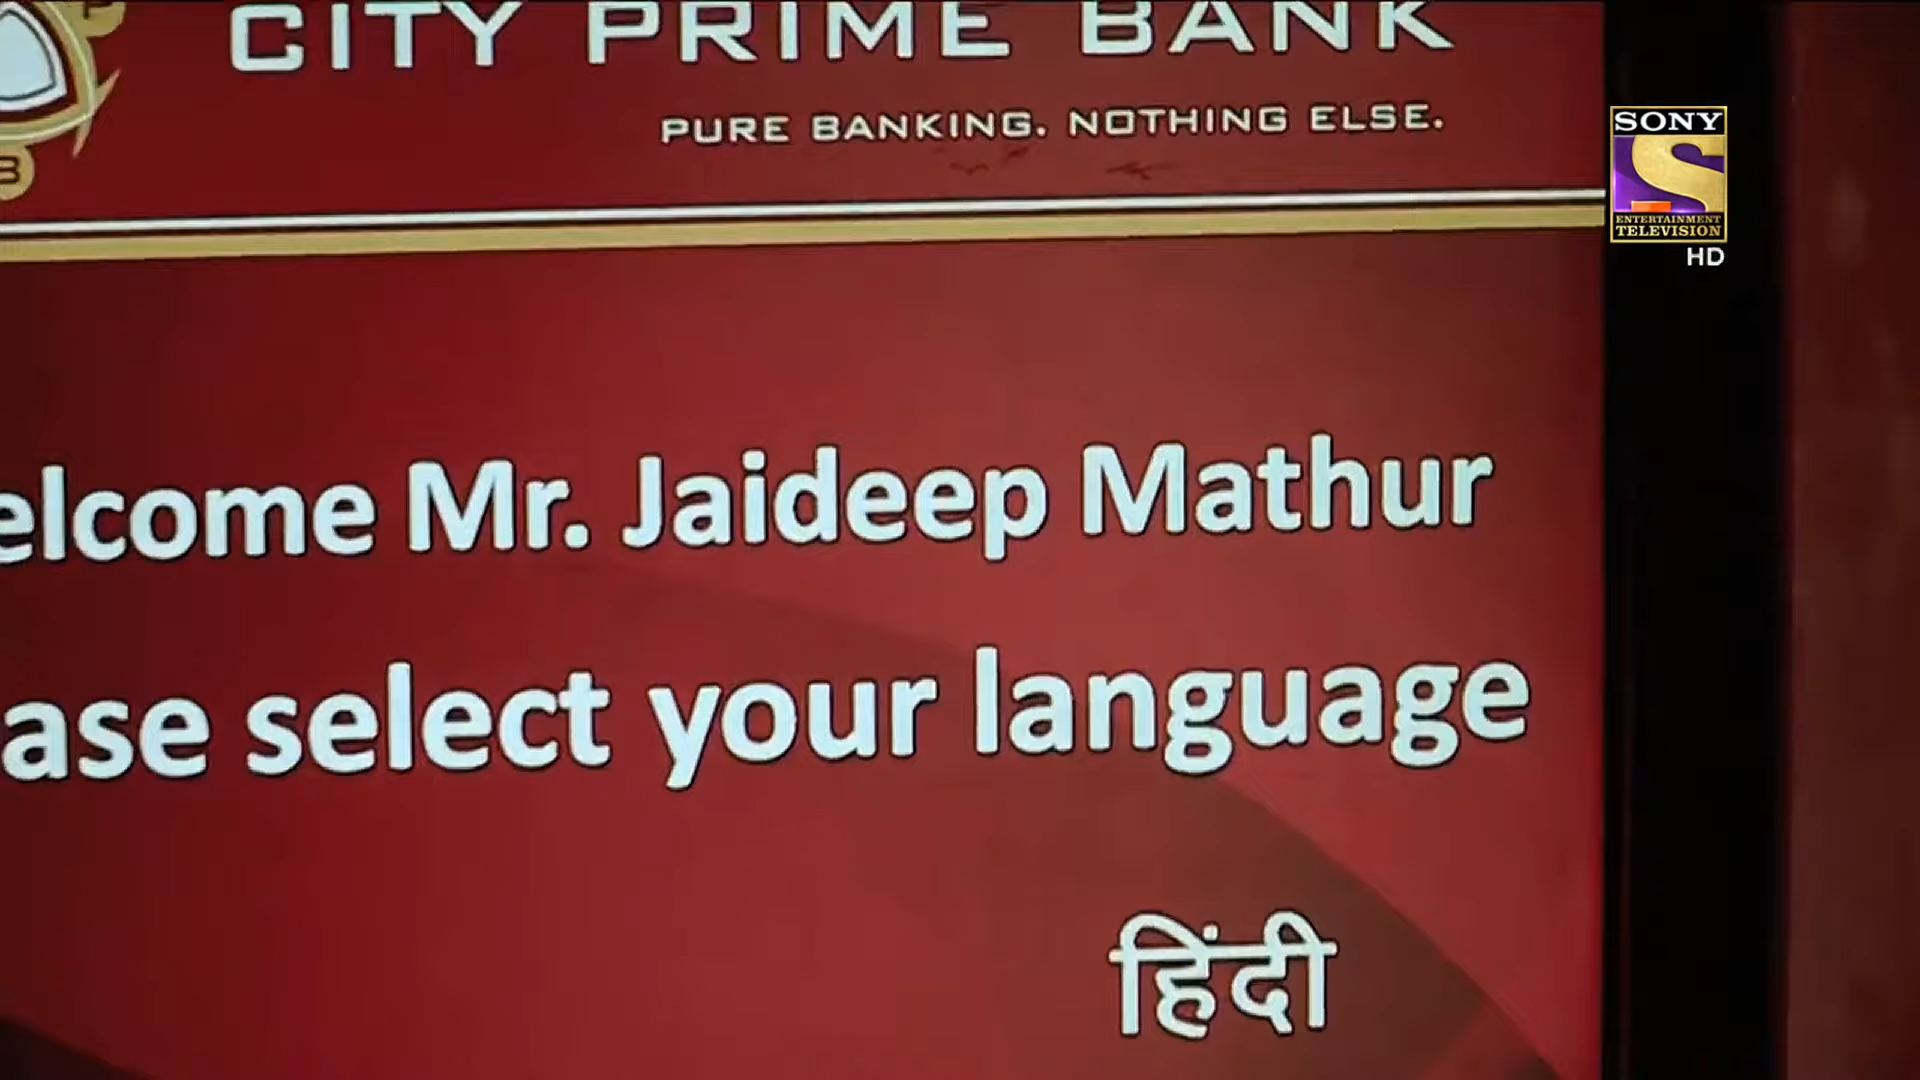 CITY PRIME BANK
PURE BANKING. NOTHING ELSE.
SONY
ENTERTAINMENT
TELEVISION
HD
elcome Mr. Jaideep Mathur
ase select your language
हिंदी